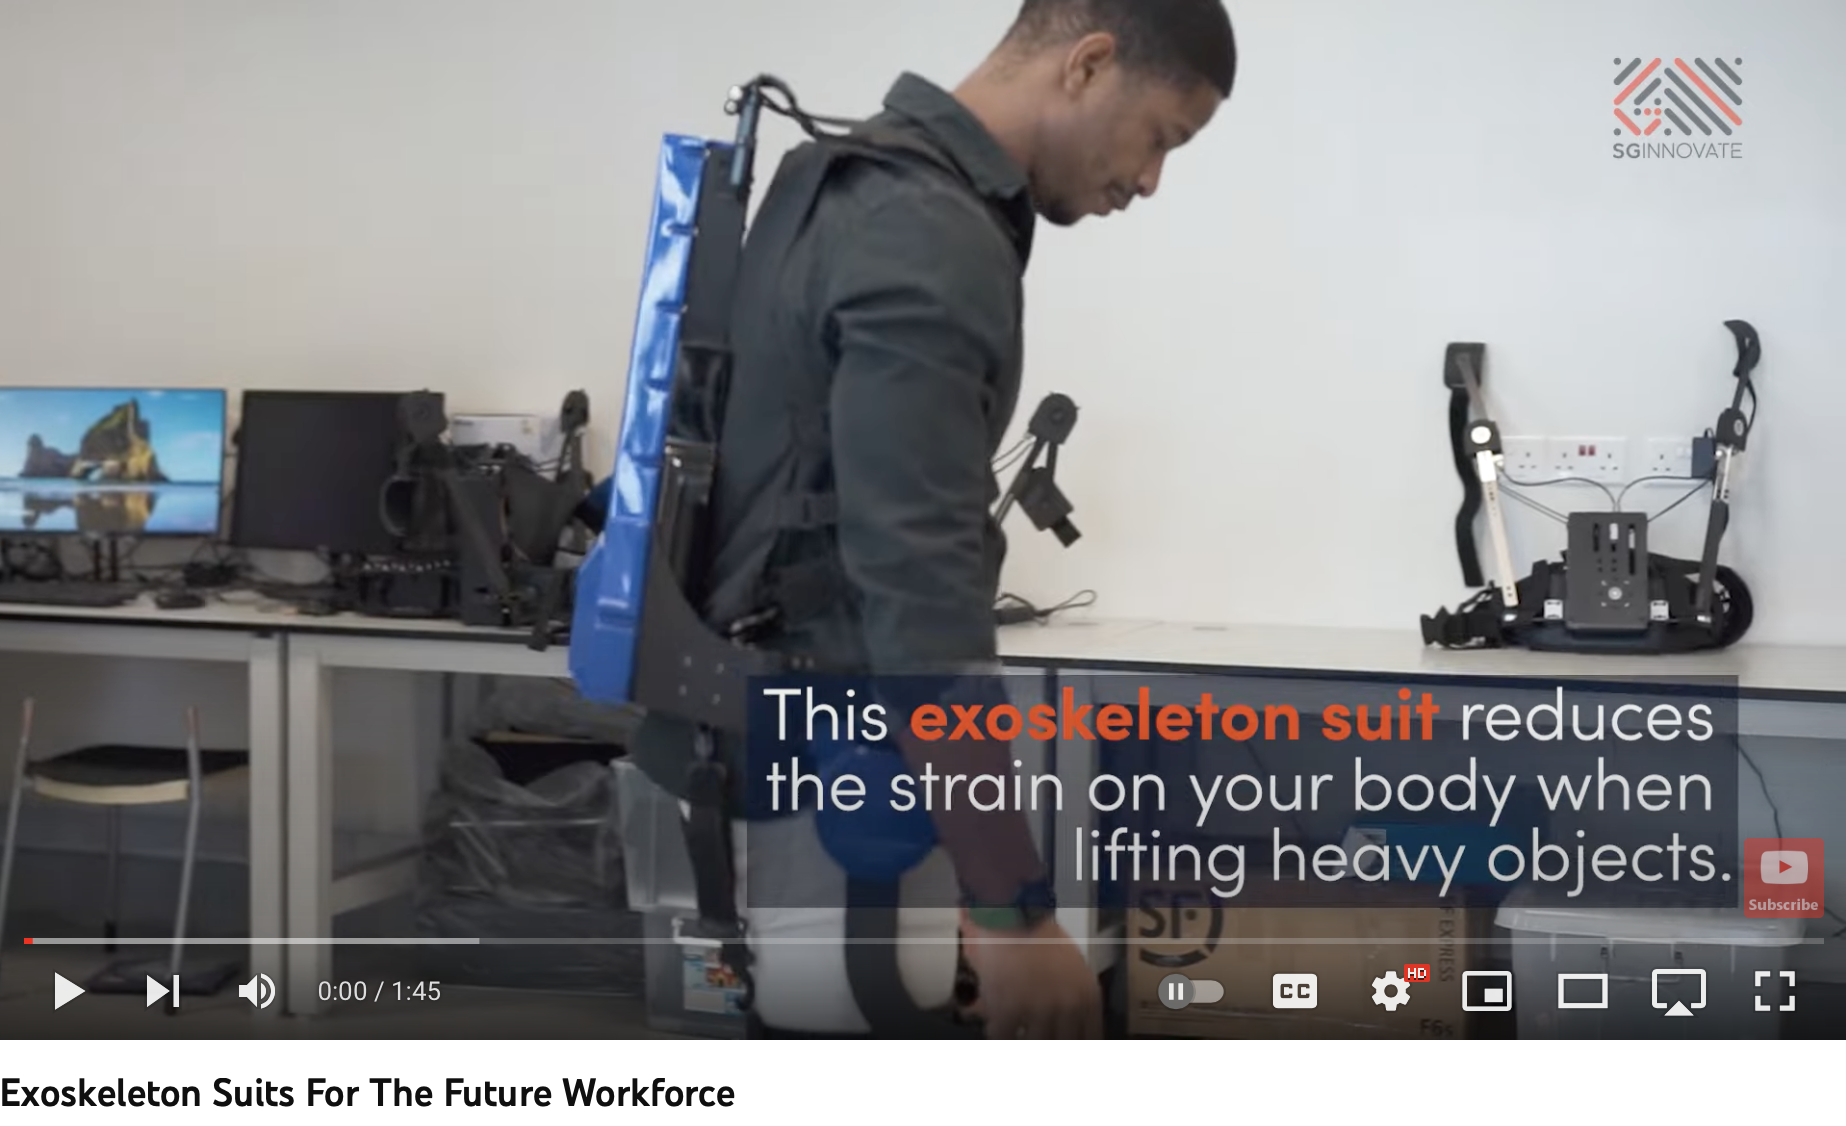 SGINNOVATE
This exoskeleton suit reduces
the strain on your body when
lifting heavy objects.
Subscribe
SF
EXPRESS
F6
0:00 / 1:45
CC
HD
Exoskeleton Suits For The Future Workforce